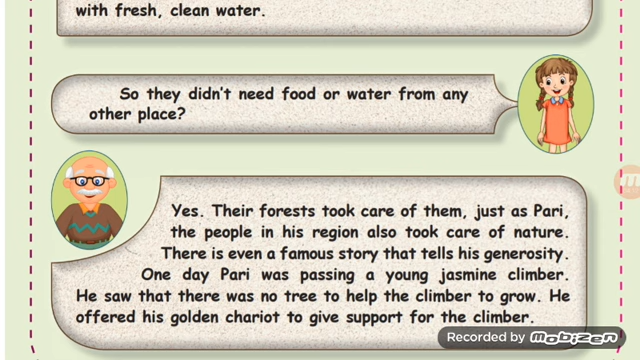 with fresh, clean water.
So they didn't need food or water from any
other place?
Yes. Their forests took care of them, just as Pari,
the people in his region also took care of nature.
There is even a famous story that tells his generosity.
One day Pari was passing a young jasmine climber.
He saw that there was no tree to help the climber to grow. He
offered his golden chariot to give support for the climber.
Recorded by mobizen